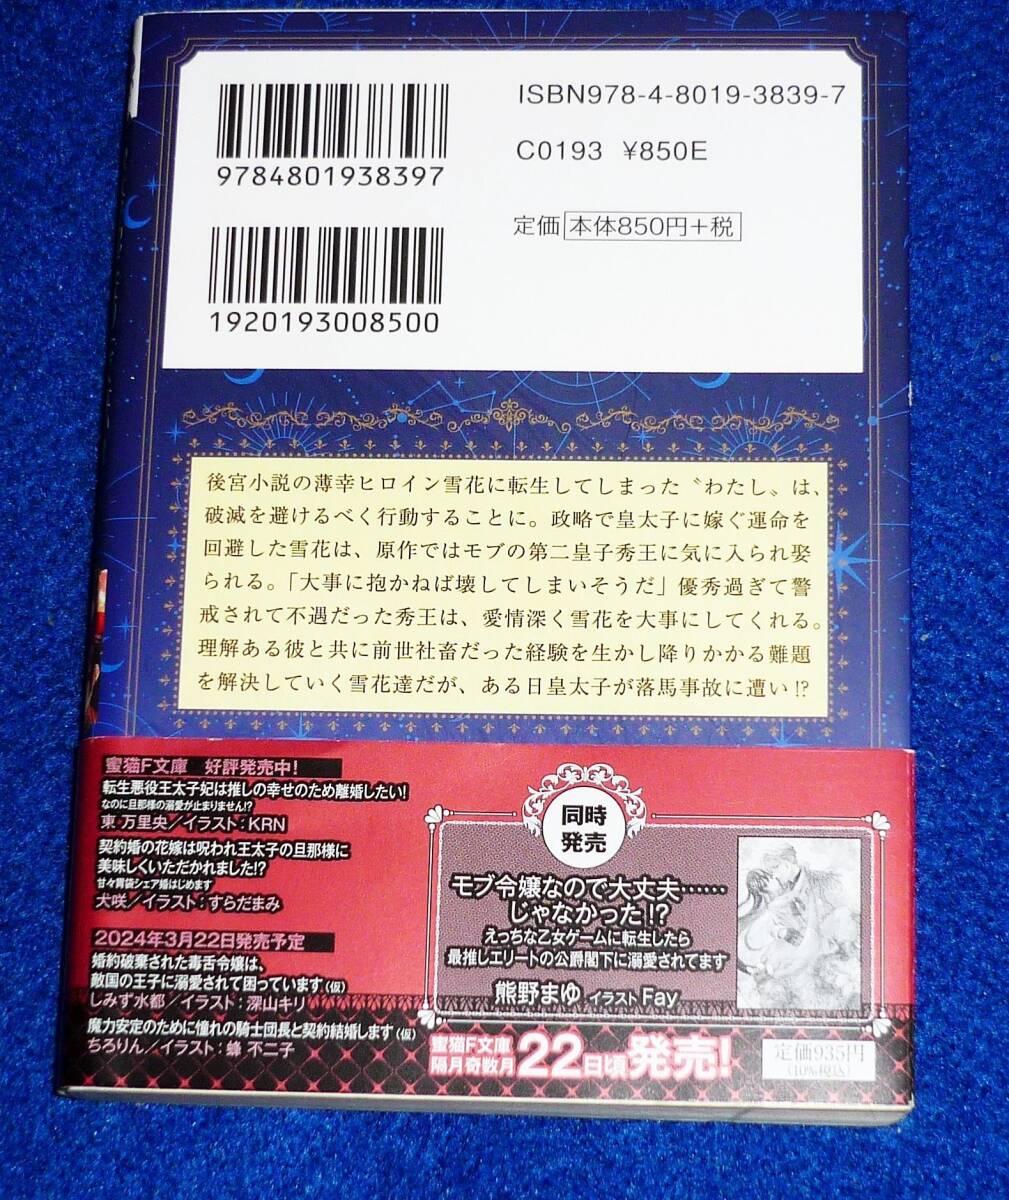 ISBN978-4-8019-3839-7
C0193 ¥850E
9784801938397
定価 本体850円+税
1920193008500
後宮小説の薄幸ヒロイン雪花に転生してしまった〝わたし〟は、
破滅を避けるべく行動することに。政略で皇太子に嫁ぐ運命を
回避した雪花は、原作ではモブの第二皇子秀王に気に入られ娶
られる。「大事に抱かねば壊してしまいそうだ」優秀過ぎて警
戒されて不遇だった秀王は、愛情深く雪花を大事にしてくれる。
理解ある彼と共に前世社畜だった経験を生かし降りかかる難題
を解決していく雪花達だが、ある日皇太子が落馬事故に遭い!?
蜜猫F文庫 好評発売中!
転生悪役王太子妃は推しの幸せのため離婚したい!
なのに旦那様の溺愛が止まりません!?
東 万里央/イラスト:KRN
契約婚の花嫁は呪われ王太子の旦那様に
美味しくいただかれました!?
甘々胃袋シェア婚はじめます
犬咲/イラスト:すらだまみ
2024年3月22日発売予定
婚約破棄された毒舌令嬢は、
敵国の王子に溺愛されて困っています(仮)
しみず水都/イラスト:深山キリ
魔力安定のために憧れの騎士団長と契約結婚します(仮)
ちろりん/イラスト:蜂 不二子
同時
発売
モブ令嬢なので大丈夫……
じゃなかった!?
えっちな乙女ゲームに転生したら
最推しエリートの公爵閣下に溺愛されてます
熊野まゆ イラスト Fay
蜜猫F文庫
隔月奇数月22日頃発売!
定価935円
(10%税込)